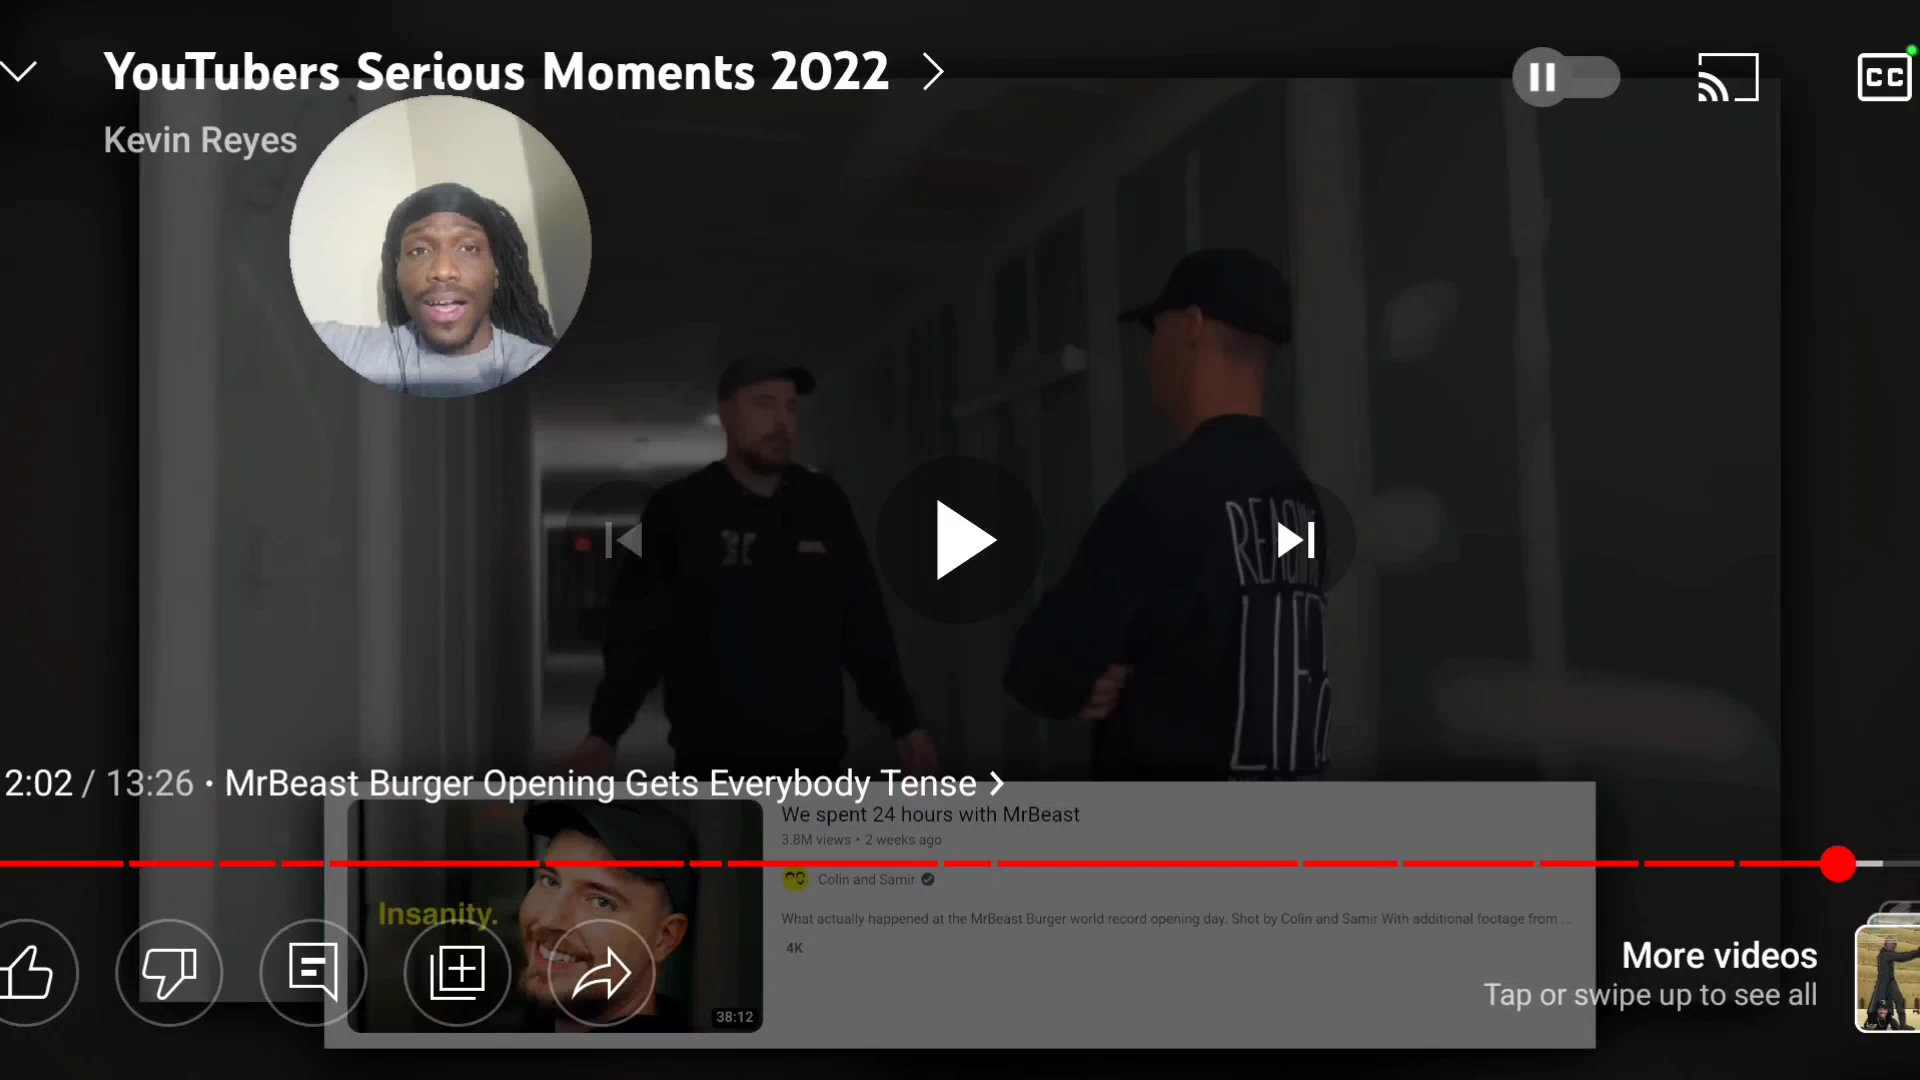 YouTubers Serious Moments 2022
CC
Kevin Reyes
REACHING
LIFE
2:02 / 13:26 • MrBeast Burger Opening Gets Everybody Tense
We spent 24 hours with MrBeast
3.8M views • 2 weeks ago
Colin and Samir
Insanity.
What actually happened at the MrBeast Burger world record opening day. Shot by Colin and Samir With additional footage from ...
4K
38:12
More videos
Tap or swipe up to see all